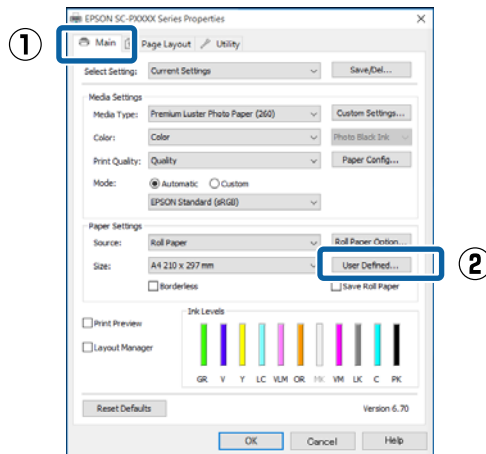 EPSON SC-PXXXX Series Properties
①
Main
Page Layout
Utility
Select Setting:
Current Settings
Save/Del...
Media Settings
Media Type:
Premium Luster Photo Paper (260)
Custom Settings...
Color:
Color
Photo Black Ink
Print Quality:
Quality
Paper Config...
Mode:
Automatic
Custom
EPSON Standard (sRGB)
Paper Settings
Source:
Roll Paper
Roll Paper Option...
Size:
A4 210 x 297 mm
User Defined...
②
Borderless
Save Roll Paper
Print Preview
Layout Manager
Ink Levels
GR V Y LC VLM OR MK VM LK C PK
Reset Defaults
Version 6.70
OK
Cancel
Help